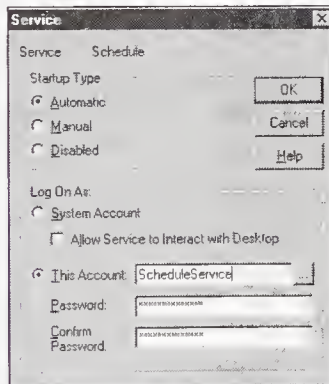 Service
Service Schedule
Startup Type
Automatic
Manual
Disabled
OK
Cancel
Help
Log On As:
System Account
Allow Service to Interact with Desktop
This Account: ScheduleService ...
Password: **************
Confirm
Password: **************